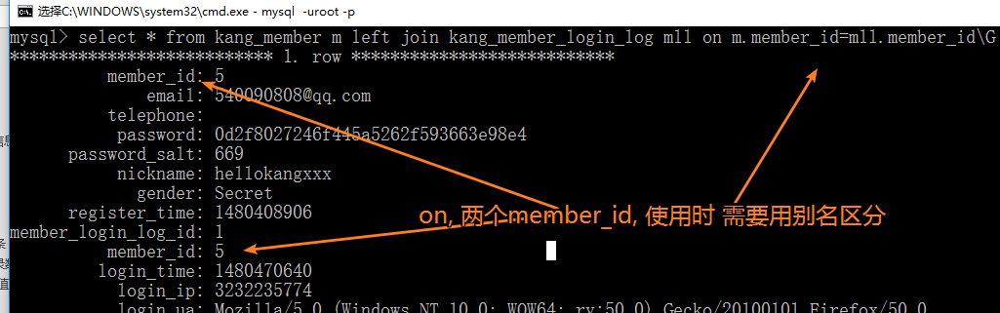 选择C:\WINDOWS\system32\cmd.exe - mysql -uroot -p
mysql> select * from kang_member m left join kang_member_login_log mll on m.member_id=mll.member_id\G
*************************** 1. row ***************************
member_id: 5
email: 540090808@qq.com
telephone:
password: 0d2f8027246f445a5262f593663e98e4
password_salt: 669
nickname: hellokangxxx
gender: Secret
register_time: 1480408906
on, 两个member_id, 使用时 需要用别名区分
member_login_log_id: 1
member_id: 5
login_time: 1480470640
login_ip: 3232235774
login_ua: Mozilla/5.0 (Windows NT 10.0; WOW64; rv:50.0) Gecko/20100101 Firefox/50.0